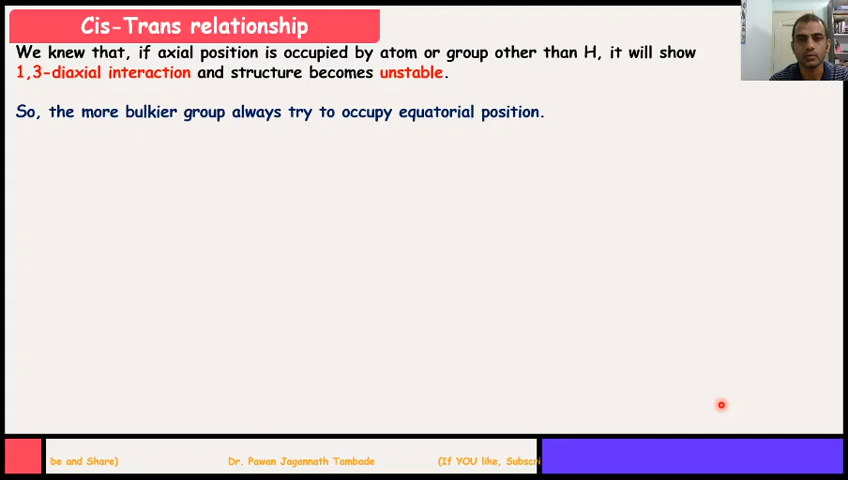 Cis-Trans relationship
We knew that, if axial position is occupied by atom or group other than H, it will show
1,3-diaxial interaction and structure becomes unstable.
So, the more bulkier group always try to occupy equatorial position.
be and Share) Dr. Pawan Jagannath Tambade (If YOU like, Subscri